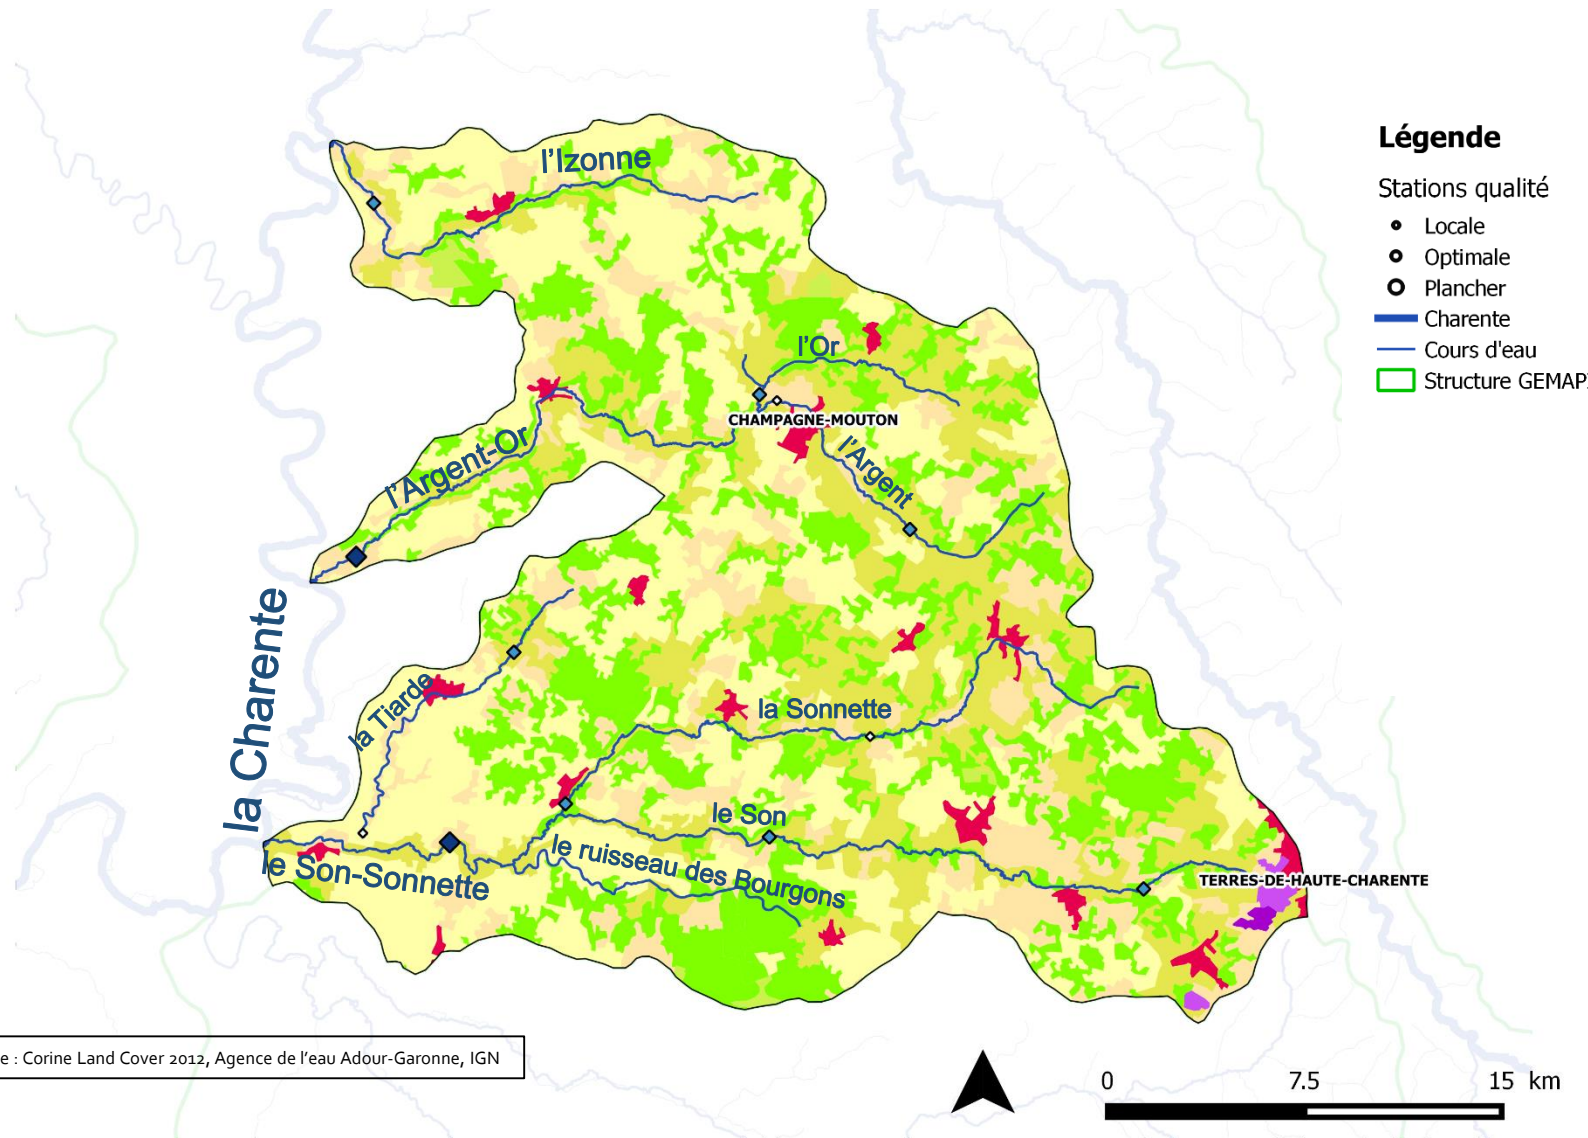 Légende
Stations qualité
Locale
Optimale
Plancher
Charente
Cours d'eau
Structure GEMAP
l'Izonne
l'Or
CHAMPAGNE-MOUTON
l'Argent-Or
l'Argent
la Charente
la Tiarde
la Sonnette
le Son
le ruisseau des Bourgons
le Son-Sonnette
TERRES-DE-HAUTE-CHARENTE
e : Corine Land Cover 2012, Agence de l'eau Adour-Garonne, IGN
0 7.5 15 km